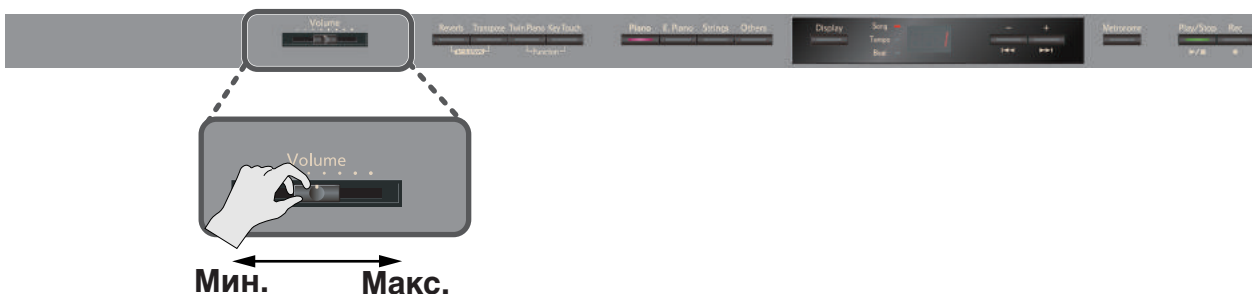 Volume
Reverb Transpose Twin Piano Key Touch
Function
Piano E. Piano Strings Others
Display
Song
Tempo
Beat
- +
Metronome
Play/Stop Rec
Volume
Мин. Макс.